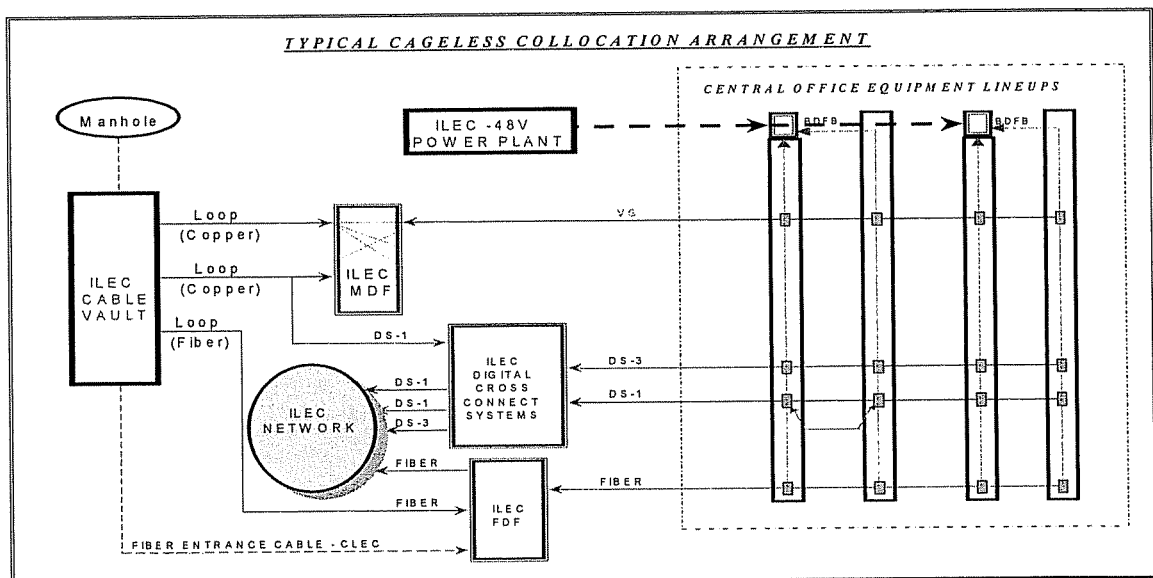 TYPICAL CAGELESS COLLOCATION ARRANGEMENT
CENTRAL OFFICE EQUIPMENT LINEUPS
Manhole
ILEC -48V
POWER PLANT
BDFB
BDFB
Loop
(Copper)
VG
ILEC
MDF
Loop
(Copper)
ILEC
CABLE
VAULT
Loop
(Fiber)
DS-1
ILEC
DIGITAL
CROSS
CONNECT
SYSTEMS
DS-3
DS-1
DS-1
DS-1
DS-3
ILEC
NETWORK
FIBER
FIBER
FIBER
ILEC
FDF
FIBER ENTRANCE CABLE - CLEC